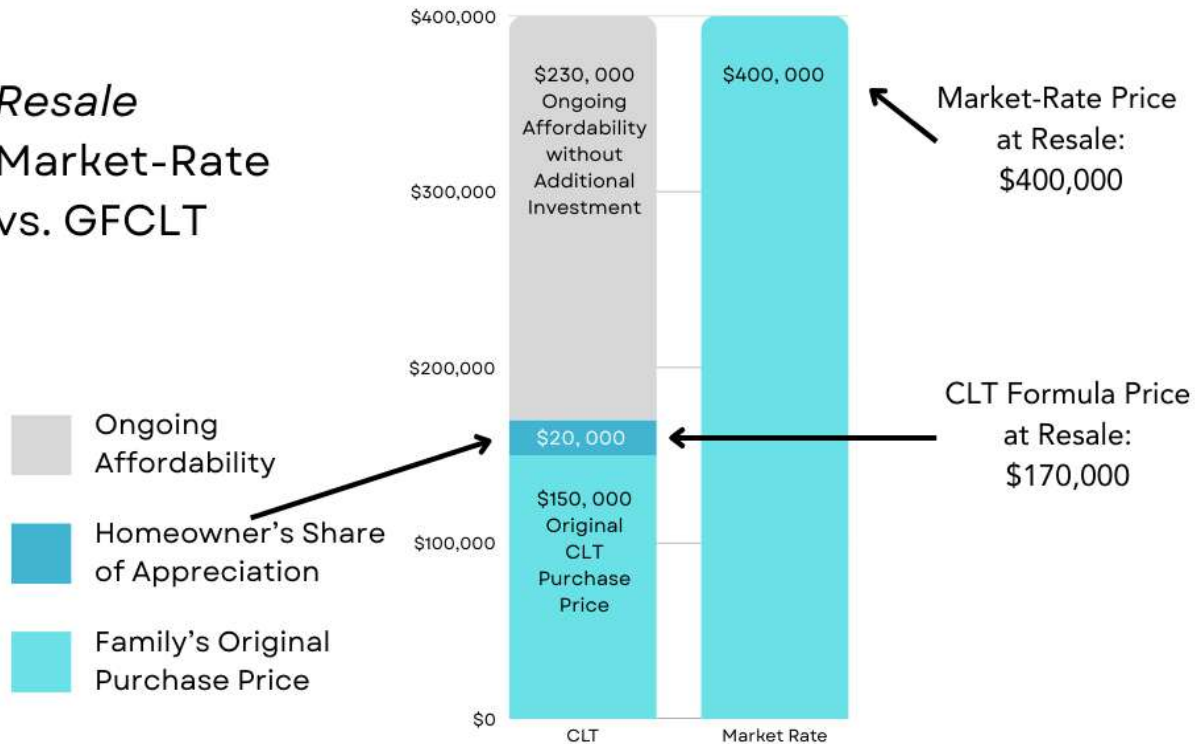 Resale
Market-Rate
vs. GFCLT
Ongoing
Affordability
Homeowner's Share
of Appreciation
Family's Original
Purchase Price
$400,000
$300,000
$200,000
$100,000
$0
$230, 000
Ongoing
Affordability
without
Additional
Investment
$20, 000
$150, 000
Original
CLT
Purchase
Price
CLT
$400, 000
Market Rate
Market-Rate Price
at Resale:
$400,000
CLT Formula Price
at Resale:
$170,000